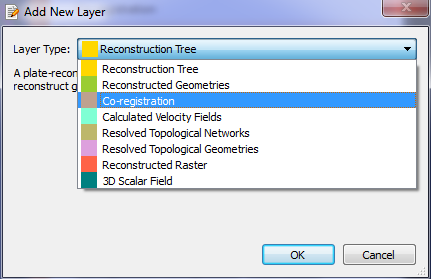 Add New Layer
Layer Type: Reconstruction Tree
A plate-recon
reconstruct g
Reconstruction Tree
Reconstructed Geometries
Co-registration
Calculated Velocity Fields
Resolved Topological Networks
Resolved Topological Geometries
Reconstructed Raster
3D Scalar Field
OK Cancel